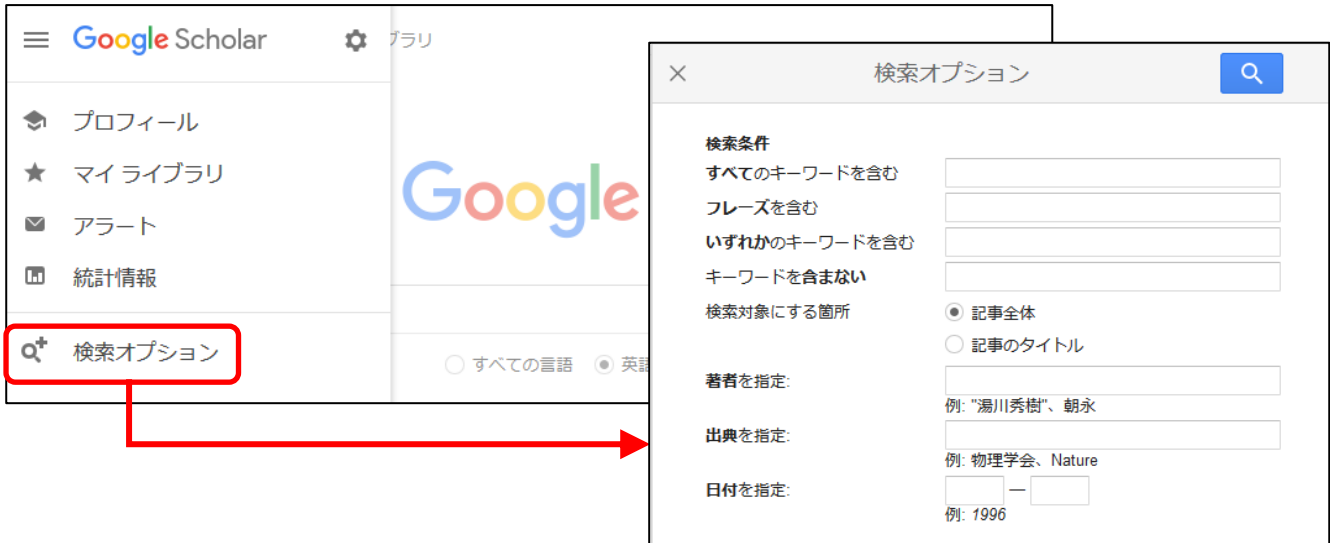 Google Scholar
ブラリ
プロフィール
マイ ライブラリ
アラート
統計情報
検索オプション
Google
すべての言語 英語
検索オプション
検索条件
すべてのキーワードを含む
フレーズを含む
いずれかのキーワードを含む
キーワードを含まない
検索対象にする箇所 記事全体
記事のタイトル
著者を指定:
例: "湯川秀樹"、朝永
出典を指定:
例: 物理学会、Nature
日付を指定: —
例: 1996